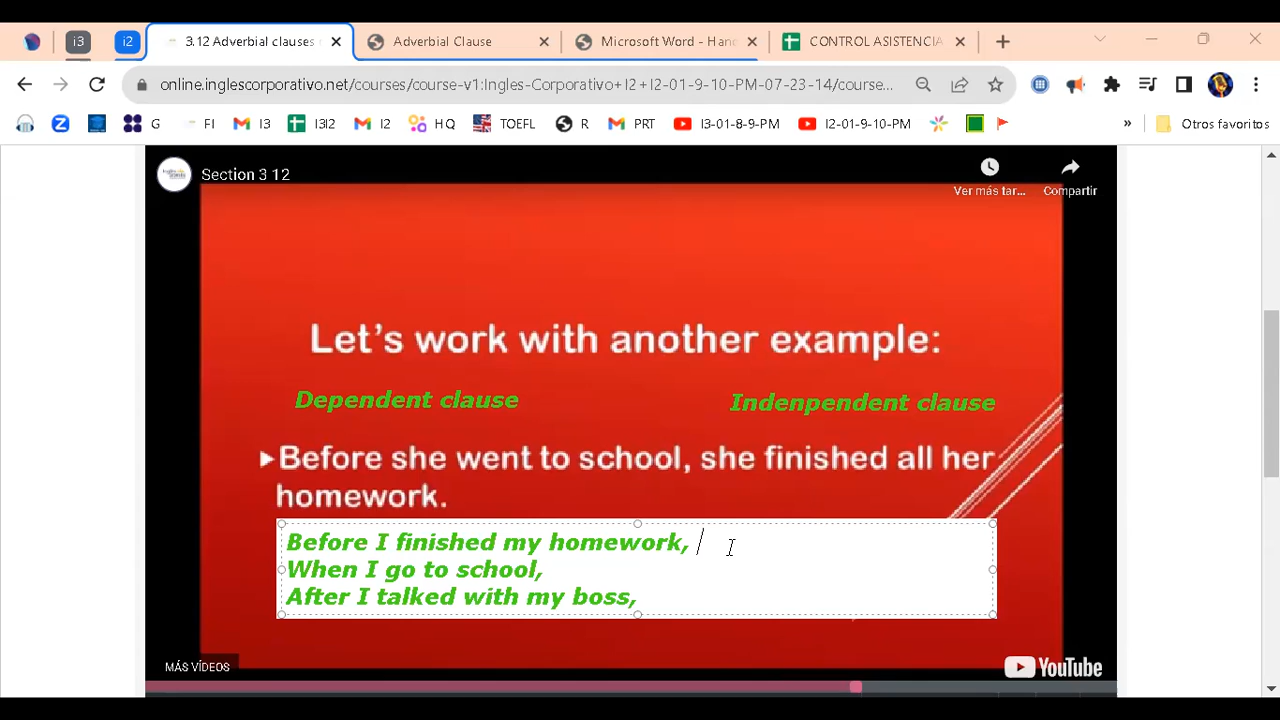 i3
i2
3.12 Adverbial clauses
Adverbial Clause
Microsoft Word - Hand
CONTROL ASISTENCIA
online.inglescorporativo.net/courses/course-v1:Ingles-Corporativo+I2+I2-01-9-10-PM-07-23-14/course...
G
FI
I3
I3I2
I2
HQ
TOEFL
R
PRT
I3-01-8-9-PM
I2-01-9-10-PM
»
Otros favoritos
Section 3 12
Ver más tar...
Compartir
Let's work with another example:
Dependent clause
Indenpendent clause
Before she went to school, she finished all her
homework.
Before I finished my homework,
When I go to school,
After I talked with my boss,
MÁS VÍDEOS
YouTube